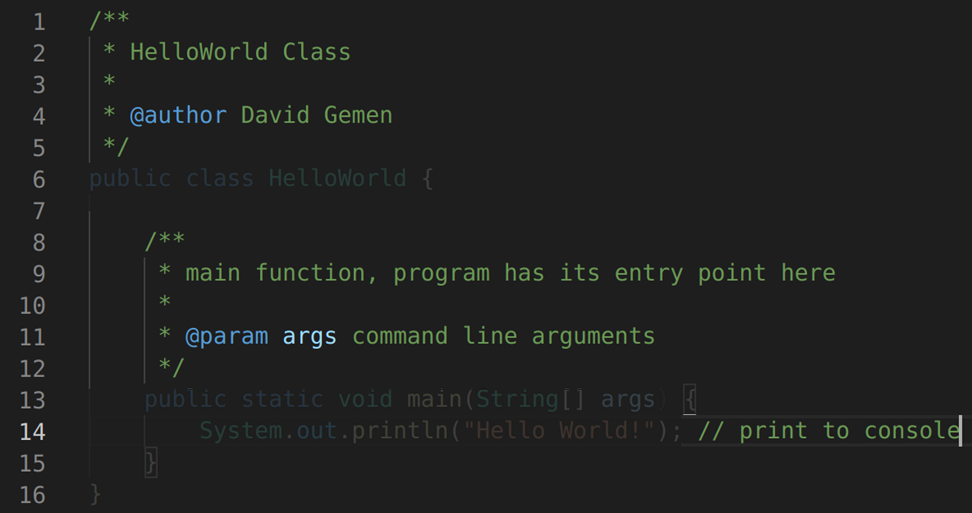 1 /**
2  * HelloWorld Class
3  *
4  * @author David Gemen
5  */
6 public class HelloWorld {
7
8     /**
9      * main function, program has its entry point here
10      *
11      * @param args command line arguments
12      */
13     public static void main(String[] args) {
14         System.out.println("Hello World!"); // print to console
15     }
16 }